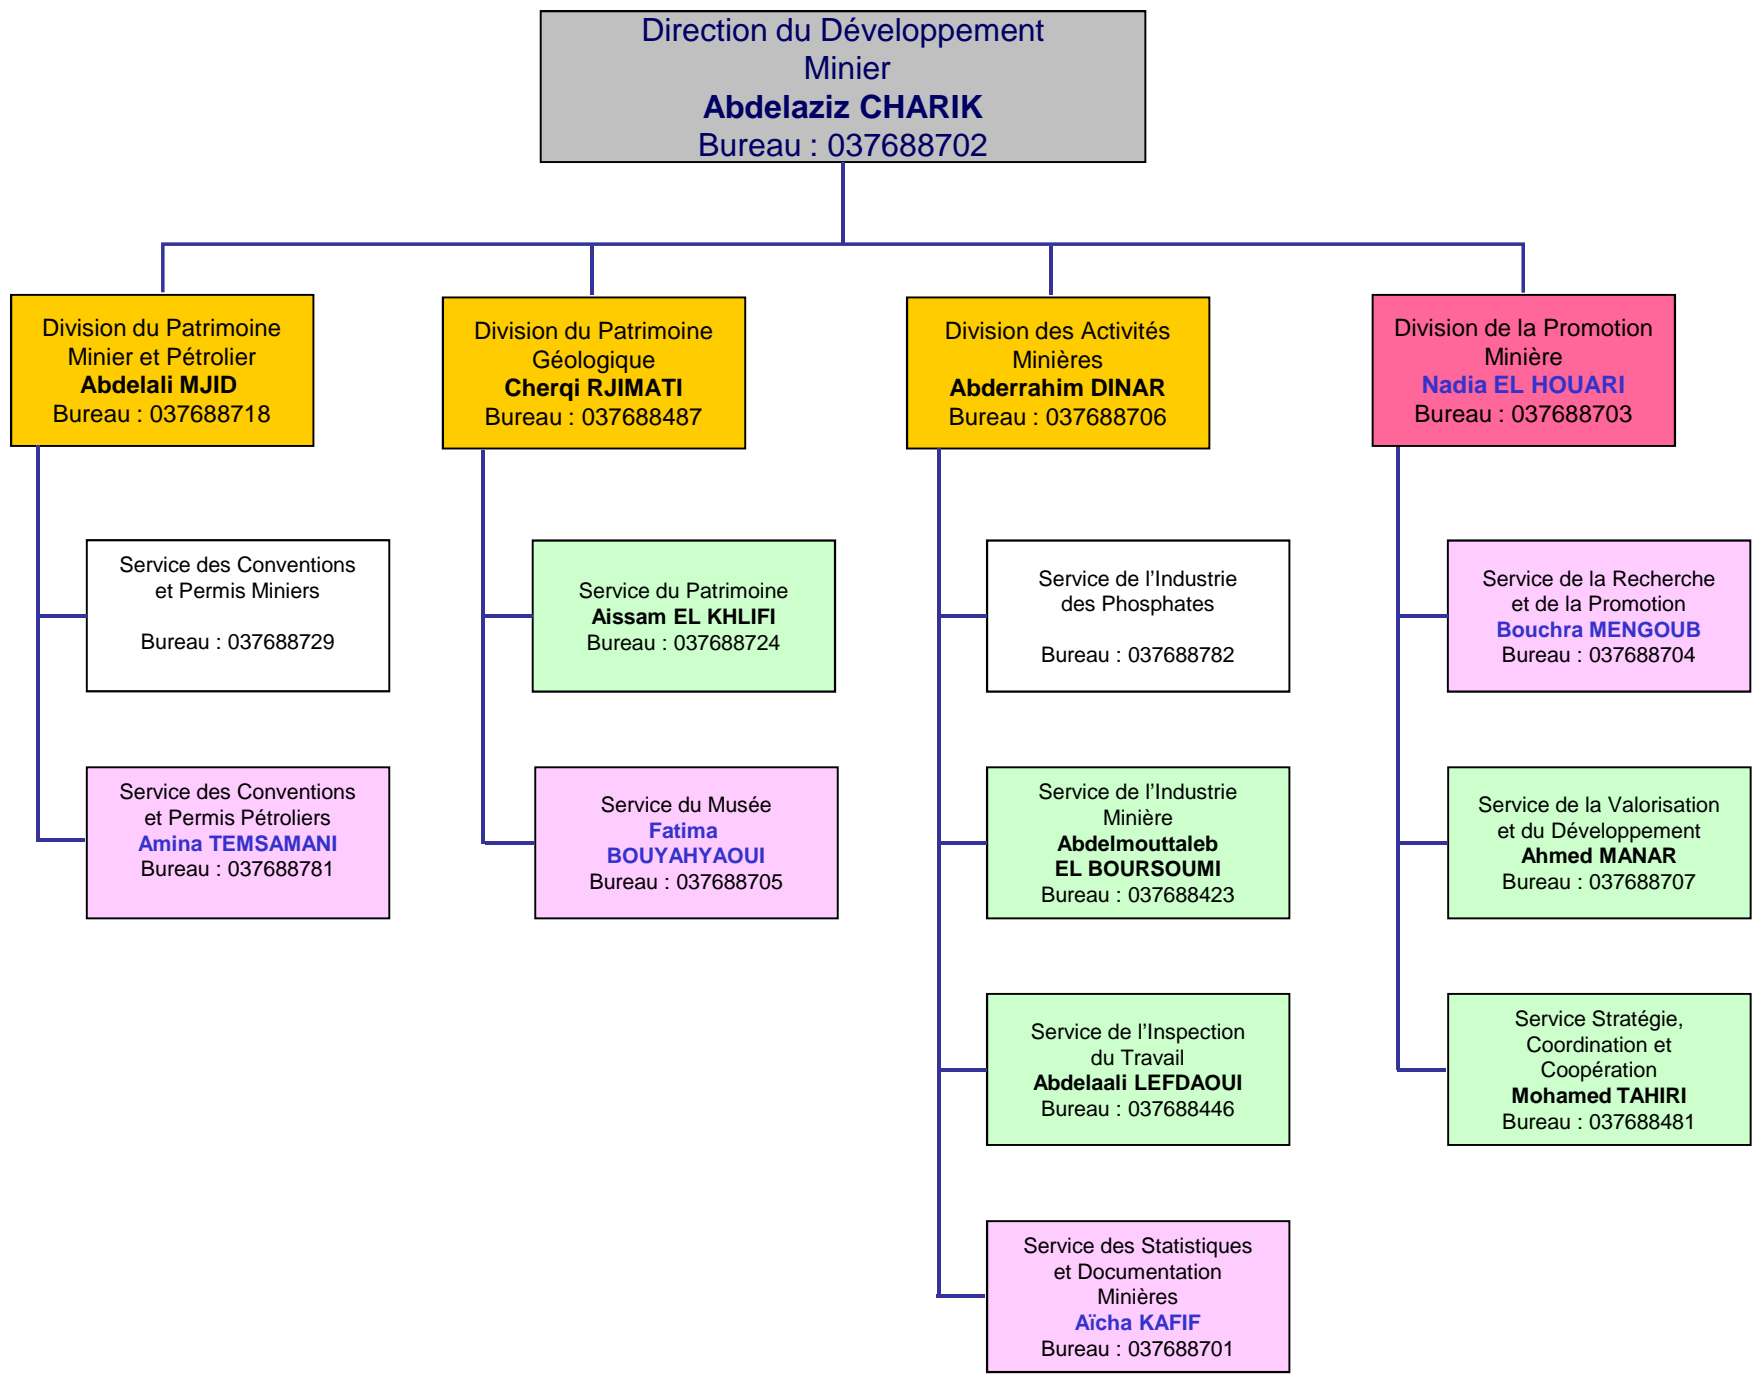 Direction du Développement
Minier
Abdelaziz CHARIK
Bureau : 037688702
Division du Patrimoine
Minier et Pétrolier
Abdelali MJID
Bureau : 037688718
Division du Patrimoine
Géologique
Cherqi RJIMATI
Bureau : 037688487
Division des Activités
Minières
Abderrahim DINAR
Bureau : 037688706
Division de la Promotion
Minière
Nadia EL HOUARI
Bureau : 037688703
Service des Conventions
et Permis Miniers
Bureau : 037688729
Service du Patrimoine
Aissam EL KHLIFI
Bureau : 037688724
Service de l’Industrie
des Phosphates
Bureau : 037688782
Service de la Recherche
et de la Promotion
Bouchra MENGOUB
Bureau : 037688704
Service des Conventions
et Permis Pétroliers
Amina TEMSAMANI
Bureau : 037688781
Service du Musée
Fatima
BOUYAHYAOUI
Bureau : 037688705
Service de l’Industrie
Minière
Abdelmouttaleb
EL BOURSOUMI
Bureau : 037688423
Service de la Valorisation
et du Développement
Ahmed MANAR
Bureau : 037688707
Service de l’Inspection
du Travail
Abdelaali LEFDAOUI
Bureau : 037688446
Service Stratégie,
Coordination et
Coopération
Mohamed TAHIRI
Bureau : 037688481
Service des Statistiques
et Documentation
Minières
Aïcha KAFIF
Bureau : 037688701